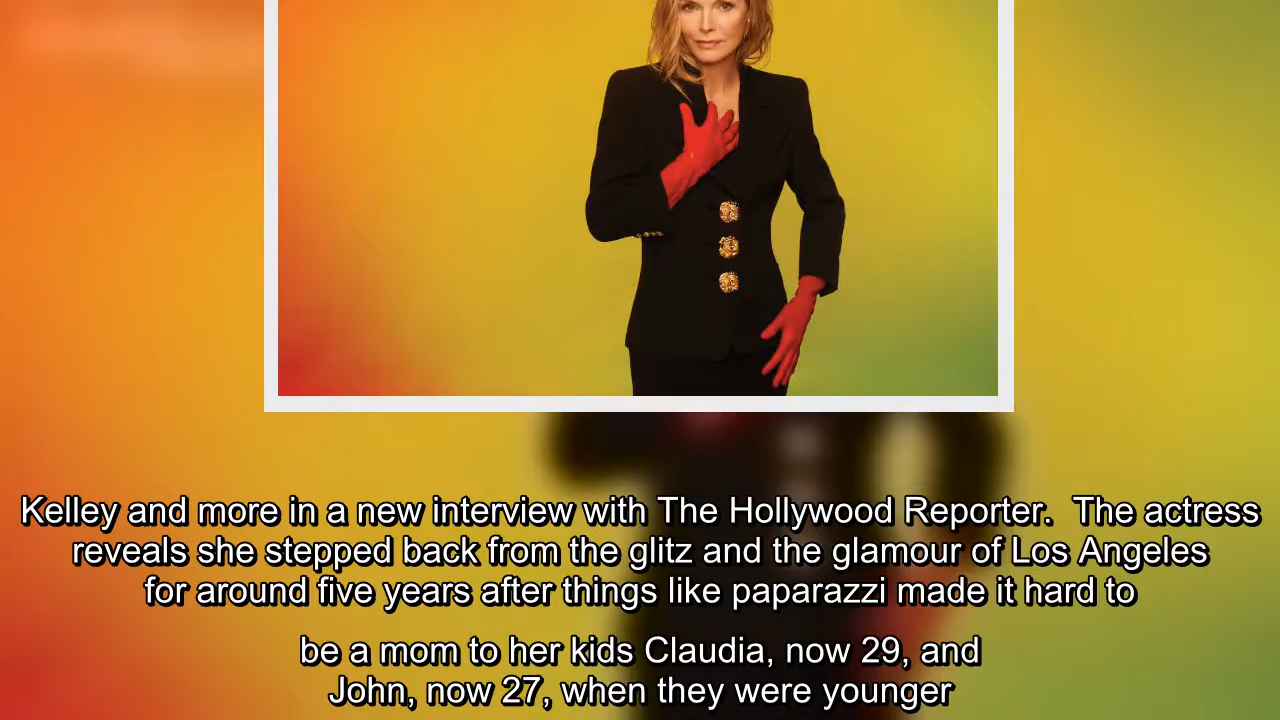 Kelley and more in a new interview with The Hollywood Reporter.  The actress
reveals she stepped back from the glitz and the glamour of Los Angeles
for around five years after things like paparazzi made it hard to
be a mom to her kids Claudia, now 29, and
John, now 27, when they were younger